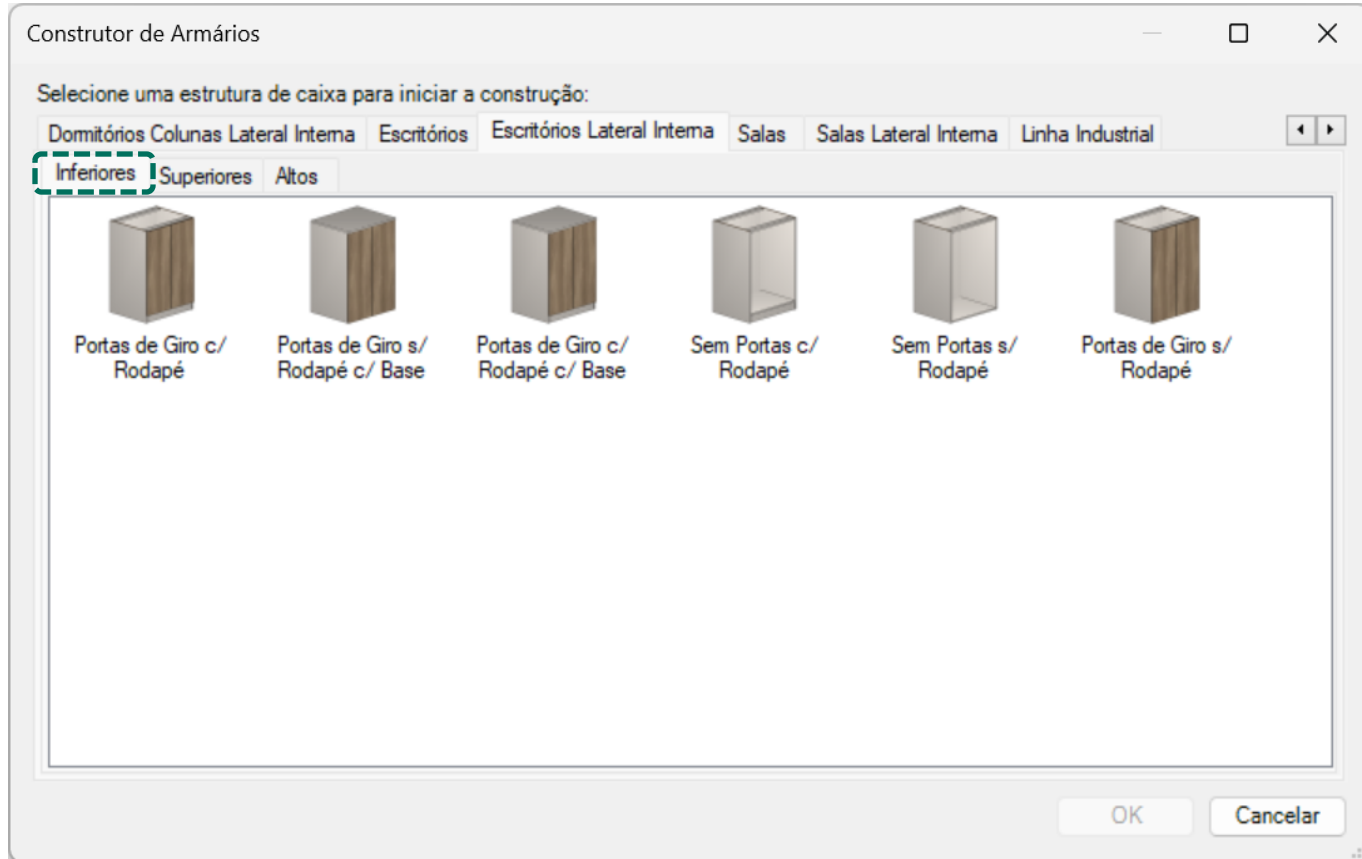 Construtor de Armários
Selecione uma estrutura de caixa para iniciar a construção:
Dormitórios Colunas Lateral Interna Escritórios Escritórios Lateral Interna Salas Salas Lateral Interna Linha Industrial
Inferiores Superiores Altos
Portas de Giro c/ Portas de Giro s/ Portas de Giro c/ Sem Portas c/ Sem Portas s/ Portas de Giro s/
Rodapé Rodapé c/ Base Rodapé c/ Base Rodapé Rodapé Rodapé
OK Cancelar